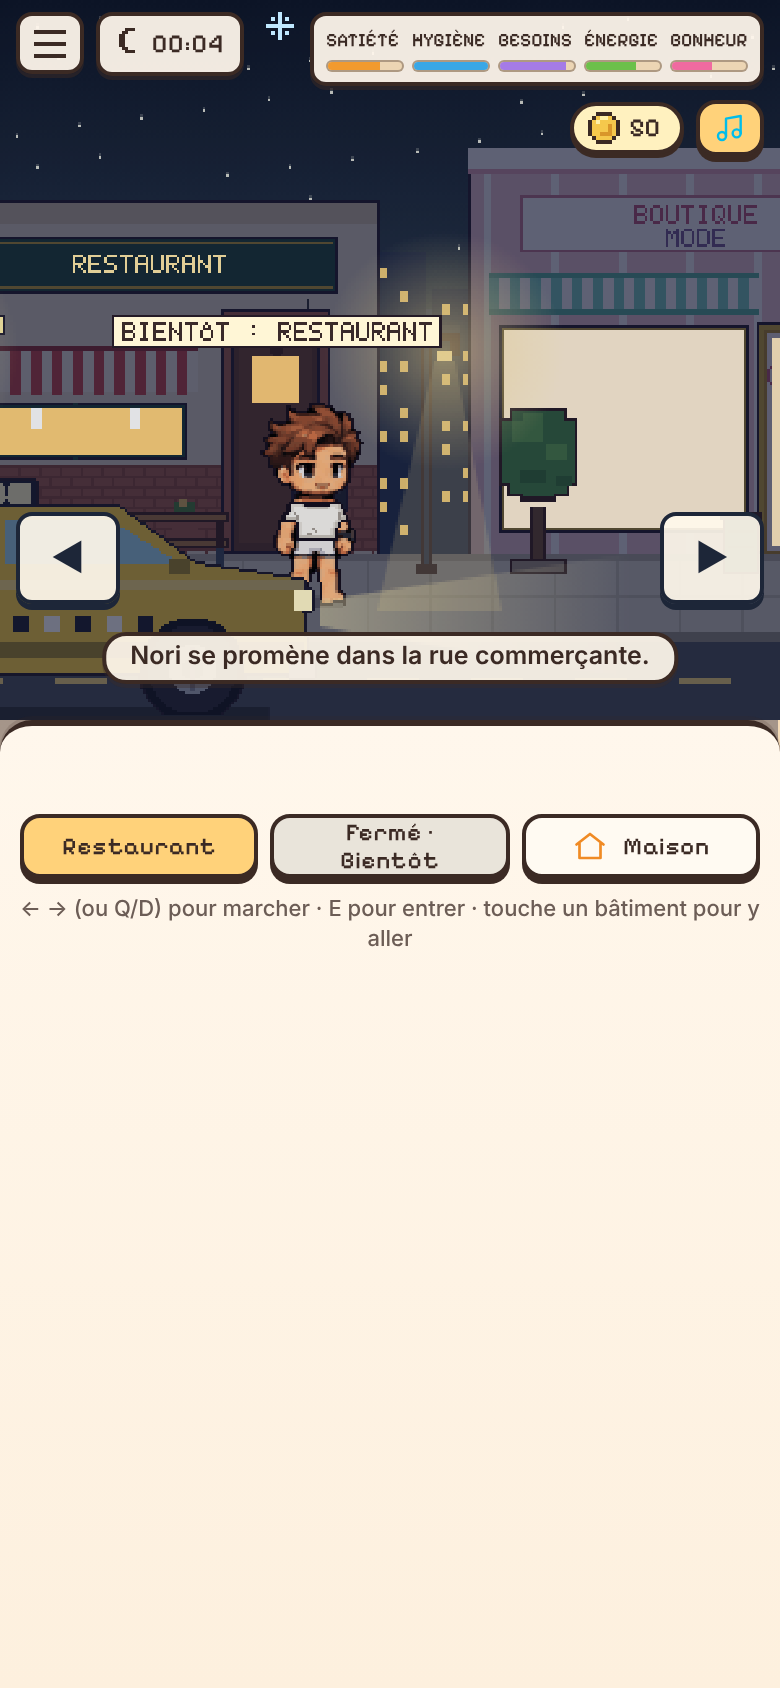 00:04
SATIÉTÉ HYGIÈNE BESOINS ÉNERGIE BONHEUR
50
BOUTIQUE
MODE
RESTAURANT
BIENTÔT : RESTAURANT
Nori se promène dans la rue commerçante.
Restaurant
Fermé ·
Bientôt
Maison
← → (ou Q/D) pour marcher · E pour entrer · touche un bâtiment pour y
aller